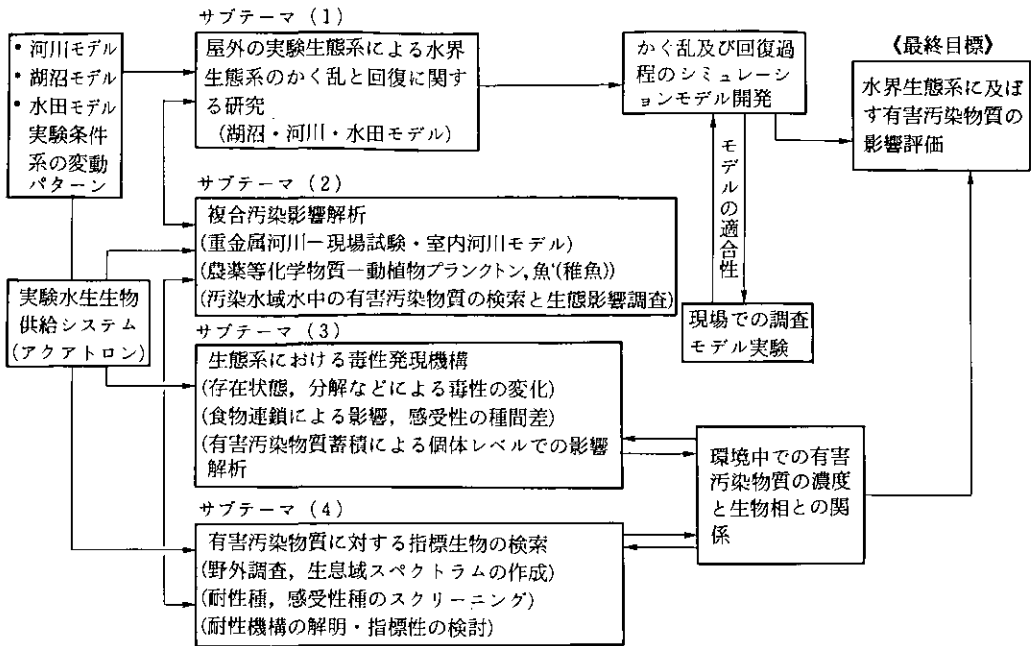 ・河川モデル
・湖沼モデル
・水田モデル
実験条件
系の変動
パターン
実験水生生物
供給システム
(アクアトロン)
サブテーマ (1)
屋外の実験生態系による水界
生態系のかく乱と回復に関す
る研究
(湖沼・河川・水田モデル)
サブテーマ (2)
複合汚染影響解析
(重金属河川ー現場試験・室内河川モデル)
(農薬等化学物質ー動植物プランクトン,魚(稚魚))
(汚染水域水中の有害汚染物質の検索と生態影響調査)
サブテーマ (3)
生態系における毒性発現機構
(存在状態,分解などによる毒性の変化)
(食物連鎖による影響,感受性の種間差)
(有害汚染物質蓄積による個体レベルでの影響
解析
サブテーマ (4)
有害汚染物質に対する指標生物の検索
(野外調査,生息域スペクトラムの作成)
(耐性種,感受性種のスクリーニング)
(耐性機構の解明・指標性の検討)
かく乱及び回復過
程のシミュレーシ
ョンモデル開発
モデルの適合性
現場での調査
モデル実験
環境中での有害
汚染物質の濃度
と生物相との関
係
《最終目標》
水界生態系に及ぼ
す有害汚染物質の
影響評価